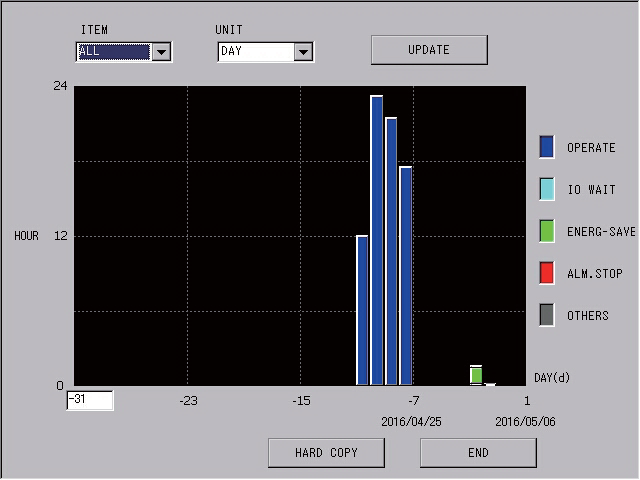 ITEM UNIT
ALL DAY UPDATE
24
OPERATE
IO WAIT
HOUR 12 ENERG-SAVE
ALM.STOP
OTHERS
0 DAY(d)
-31 -23 -15 -7 1
2016/04/25 2016/05/06
HARD COPY END